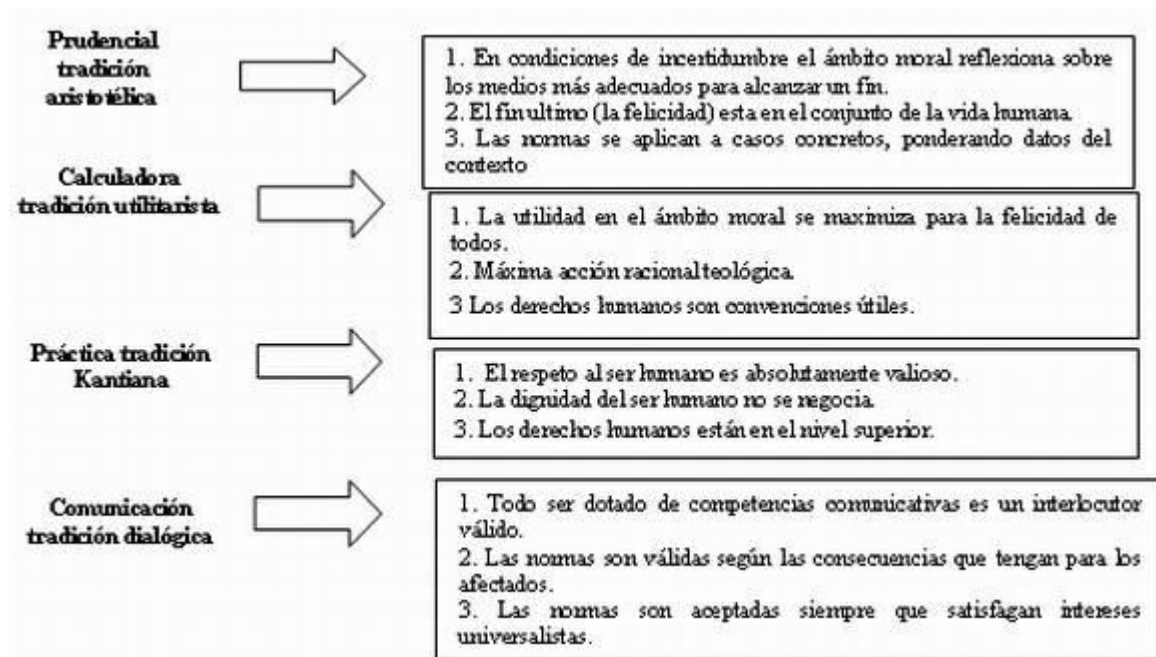 Prudencial
tradición
aristotélica
1. En condiciones de incertidumbre el ámbito moral reflexiona sobre
los medios más adecuados para alcanzar un fin.
2. El fin ultimo (la felicidad) esta en el conjunto de la vida humana.
3. Las normas se aplican a casos concretos, ponderando datos del
contexto
Calculadora
tradición utilitarista
1. La utilidad en el ámbito moral se maximiza para la felicidad de
todos.
2. Máxima acción racional teológica.
3 Los derechos humanos son convenciones útiles.
Práctica tradición
Kantiana
1. El respeto al ser humano es absolutamente valioso.
2. La dignidad del ser humano no se negocia.
3. Los derechos humanos están en el nivel superior.
Comunicación
tradición dialógica
1. Todo ser dotado de competencias comunicativas es un interlocutor
válido.
2. Las normas son válidas según las consecuencias que tengan para los
afectados.
3. Las normas son aceptadas siempre que satisfagan intereses
universalistas.